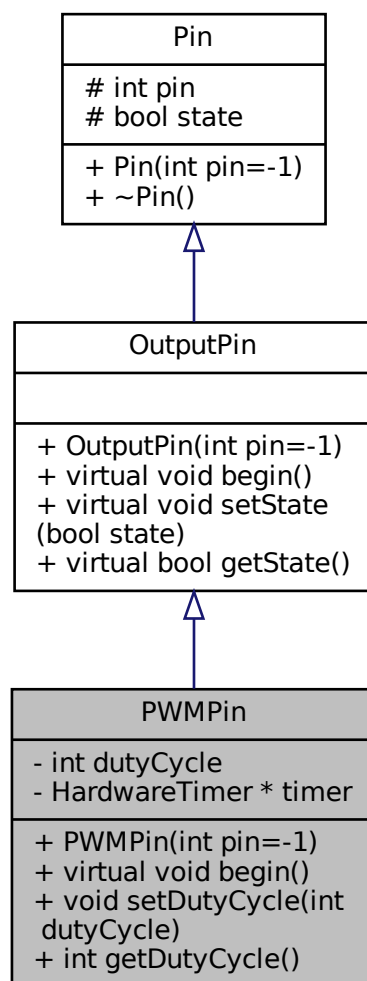 Pin
# int pin
# bool state
+ Pin(int pin=-1)
+ ~Pin()
OutputPin
+ OutputPin(int pin=-1)
+ virtual void begin()
+ virtual void setState
(bool state)
+ virtual bool getState()
PWMPin
- int dutyCycle
- HardwareTimer * timer
+ PWMPin(int pin=-1)
+ virtual void begin()
+ void setDutyCycle(int
dutyCycle)
+ int getDutyCycle()